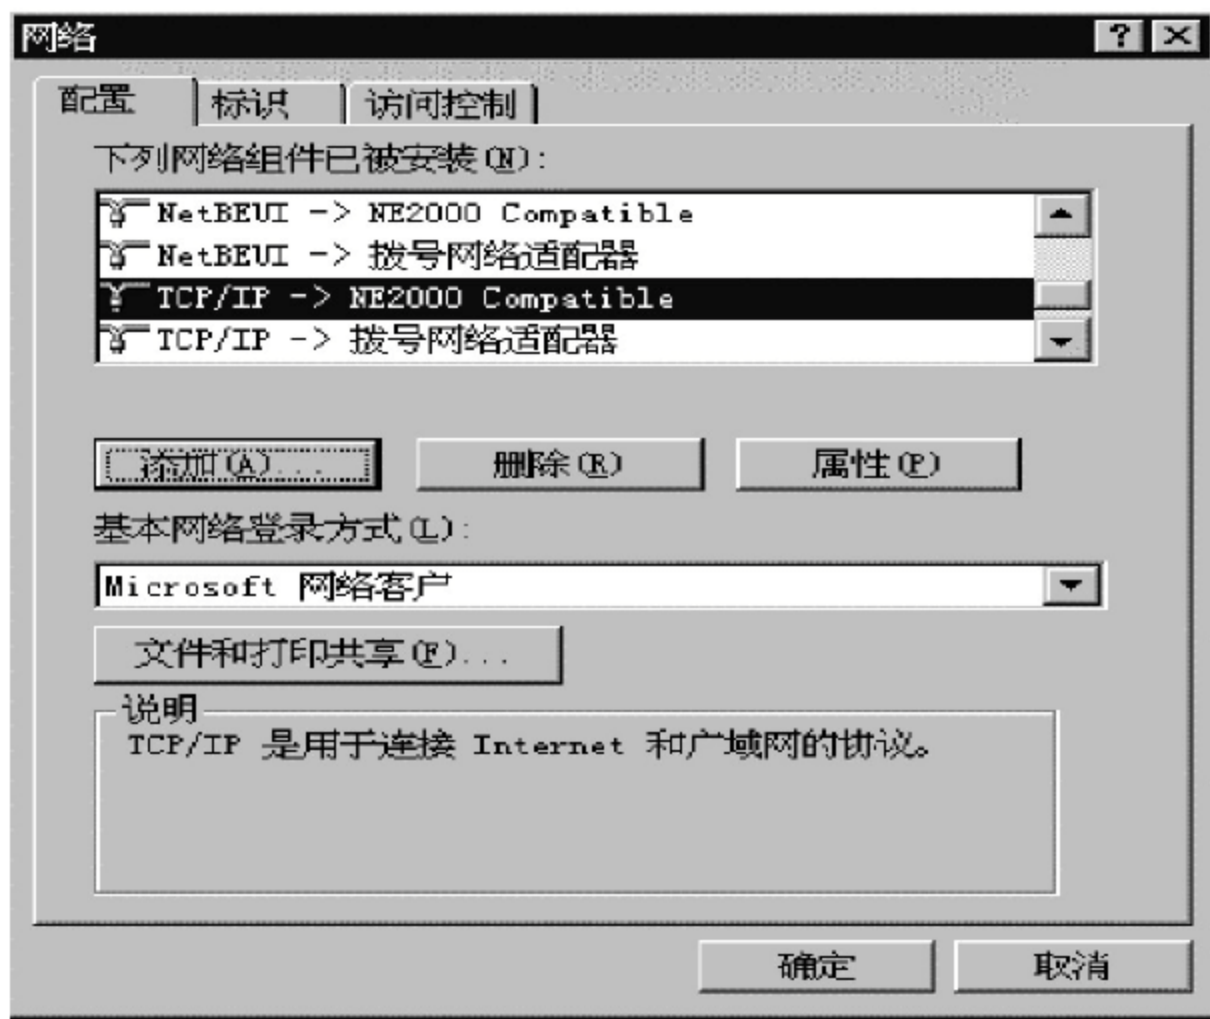 网络
配置 标识 访问控制
下列网络组件已被安装(N):
NetBEUI -> NE2000 Compatible
NetBEUI -> 拨号网络适配器
TCP/IP -> NE2000 Compatible
TCP/IP -> 拨号网络适配器
添加(A)... 删除(R) 属性(P)
基本网络登录方式(L):
Microsoft 网络客户
文件和打印共享(F)...
说明
TCP/IP 是用于连接 Internet 和广域网的协议。
确定 取消